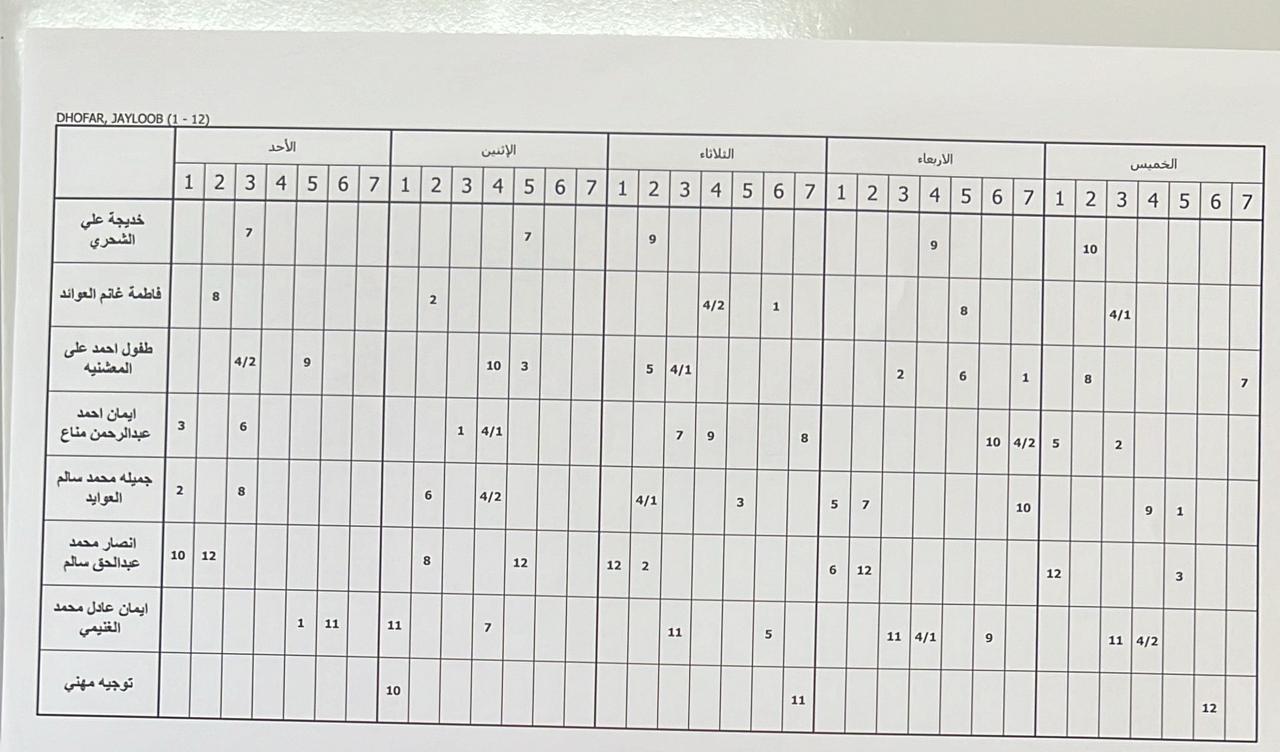 DHOFAR, JAYLOOB (1 - 12)
الأحد الإثنين الثلاثاء الاربعاء الخميس
1 2 3 4 5 6 7 1 2 3 4 5 6 7 1 2 3 4 5 6 7 1 2 3 4 5 6 7 1 2 3 4 5 6 7
خديجة علي
الشحري
7 7 9 9 10
فاطمة غانم العوائد
8 2 4/2 1 8 4/1
طفول احمد على
المعشنيه
4/2 9 10 3 5 4/1 2 6 1 8 7
ايمان احمد
عبدالرحمن مناع
3 6 1 4/1 7 9 8 10 4/2 5 2
جميله محمد سالم
العوايد
2 8 6 4/2 4/1 3 5 7 10 9 1
انصار محمد
عبدالحق سالم
10 12 8 12 12 2 6 12 12 3
ايمان عادل محمد
الغنيمي
1 11 11 7 11 5 11 4/1 9 11 4/2
توجيه مهني
10 11 12